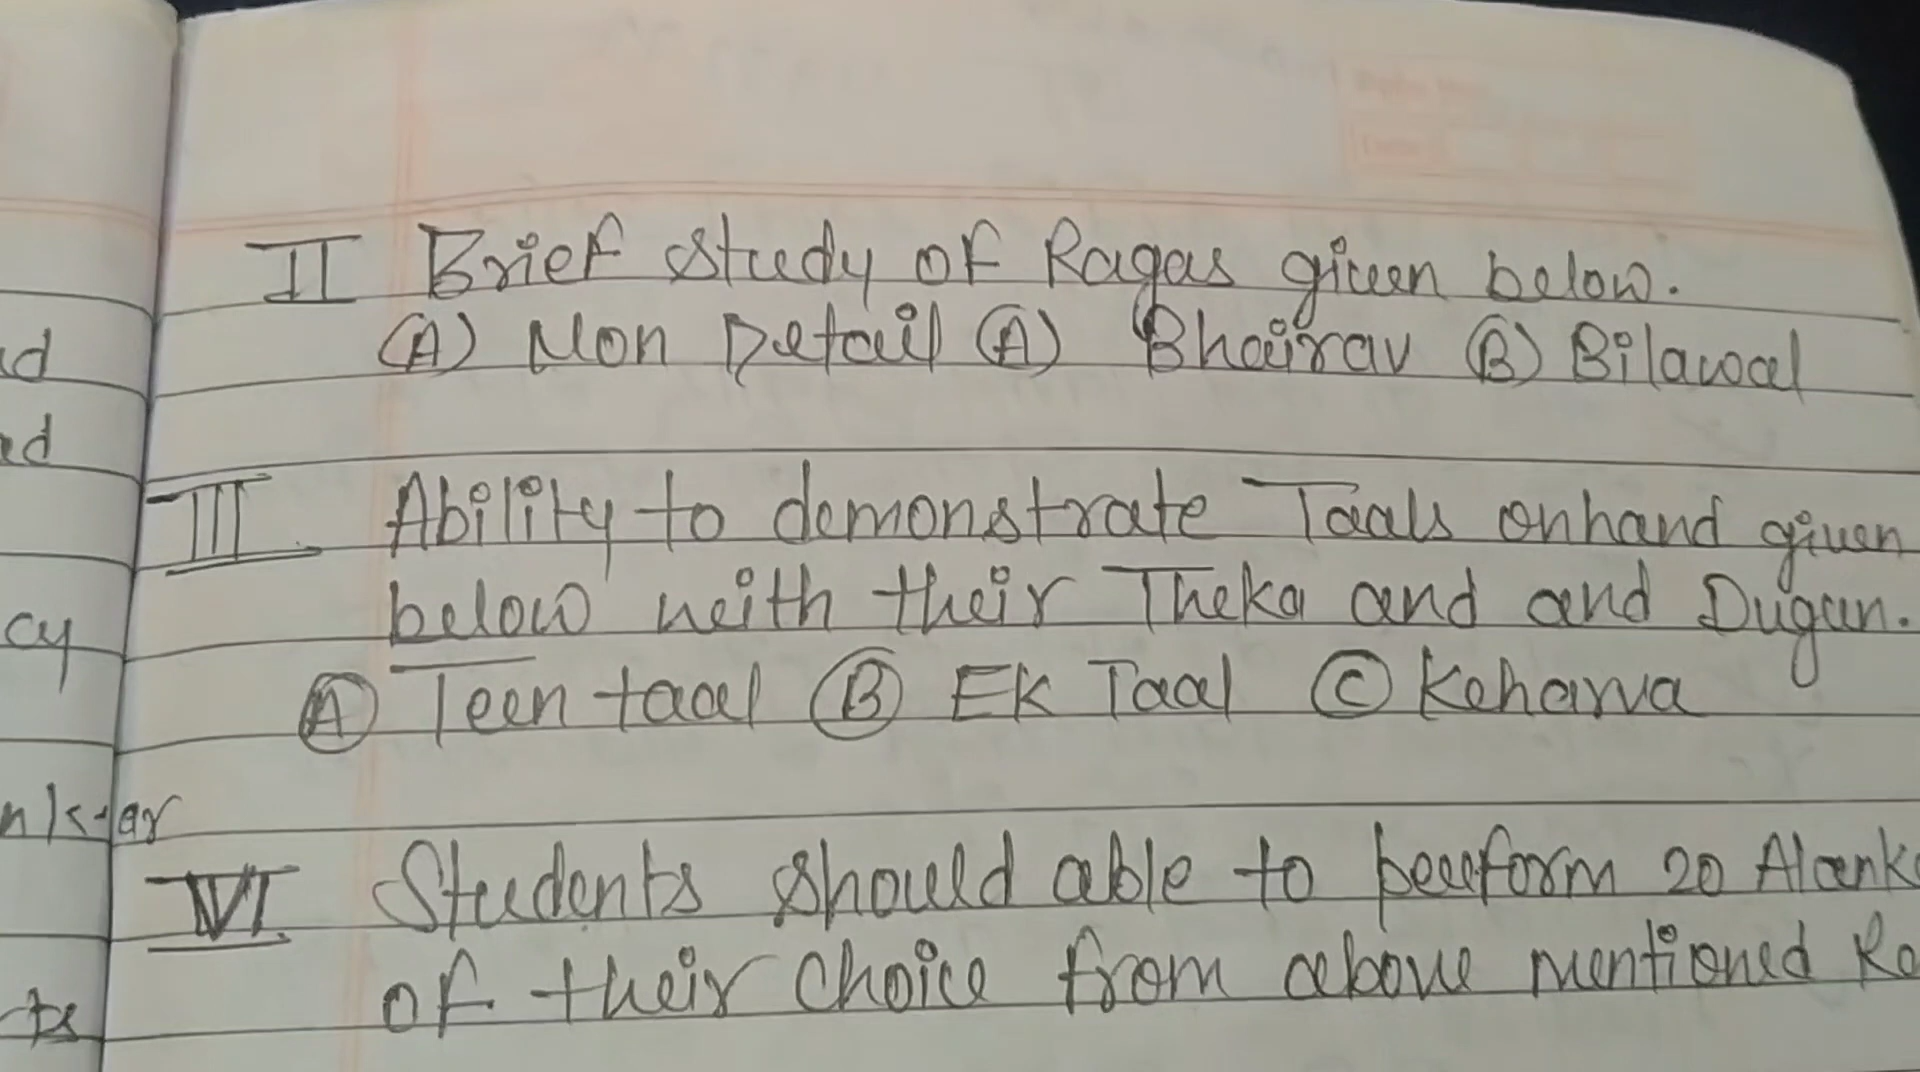 II Brief study of Ragas given below.
(A) Non Detail (A) Bhairav (B) Bilawal
III Ability to demonstrate Taals onhand given
below with their Theka and and Dugun.
(A) Teen taal (B) EK Taal (C) Keharva
VI Students should able to perform 20 Alank
of their choice from above mentioned Ra